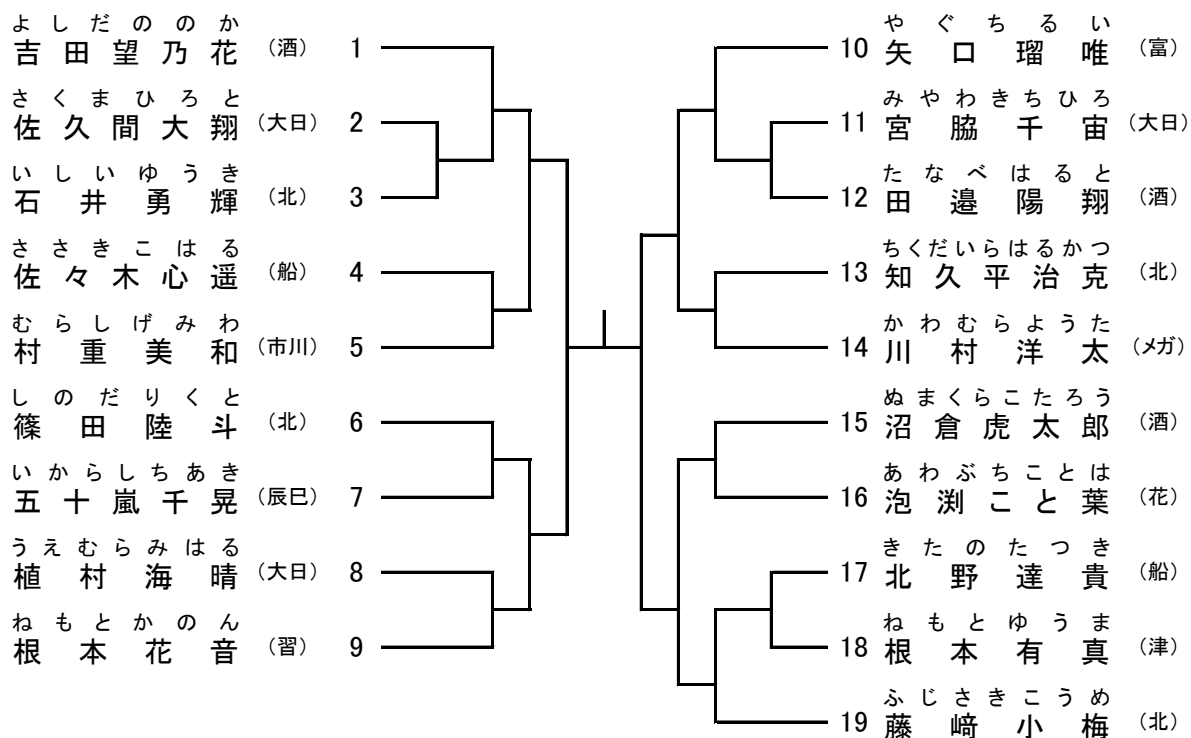 よしだののか
吉田望乃花 （酒） 1
さくまひろと
佐久間大翔 （大日） 2
いしいゆうき
石井勇輝 （北） 3
ささきこはる
佐々木心遥 （船） 4
むらしげみわ
村重美和 （市川） 5
しのだりくと
篠田陸斗 （北） 6
いからしちあき
五十嵐千晃 （辰巳） 7
うえむらみはる
植村海晴 （大日） 8
ねもとかのん
根本花音 （習） 9
やぐちるい
10 矢口瑠唯 （富）
みやわきちひろ
11 宮脇千宙 （大日）
たなべはると
12 田邉陽翔 （酒）
ちくだいらはるかつ
13 知久平治克 （北）
かわむらようた
14 川村洋太 （メガ）
ぬまくらこたろう
15 沼倉虎太郎 （酒）
あわぶちことは
16 泡渕こと葉 （花）
きたのたつき
17 北野達貴 （船）
ねもとゆうま
18 根本有真 （津）
ふじさきこうめ
19 藤﨑小梅 （北）